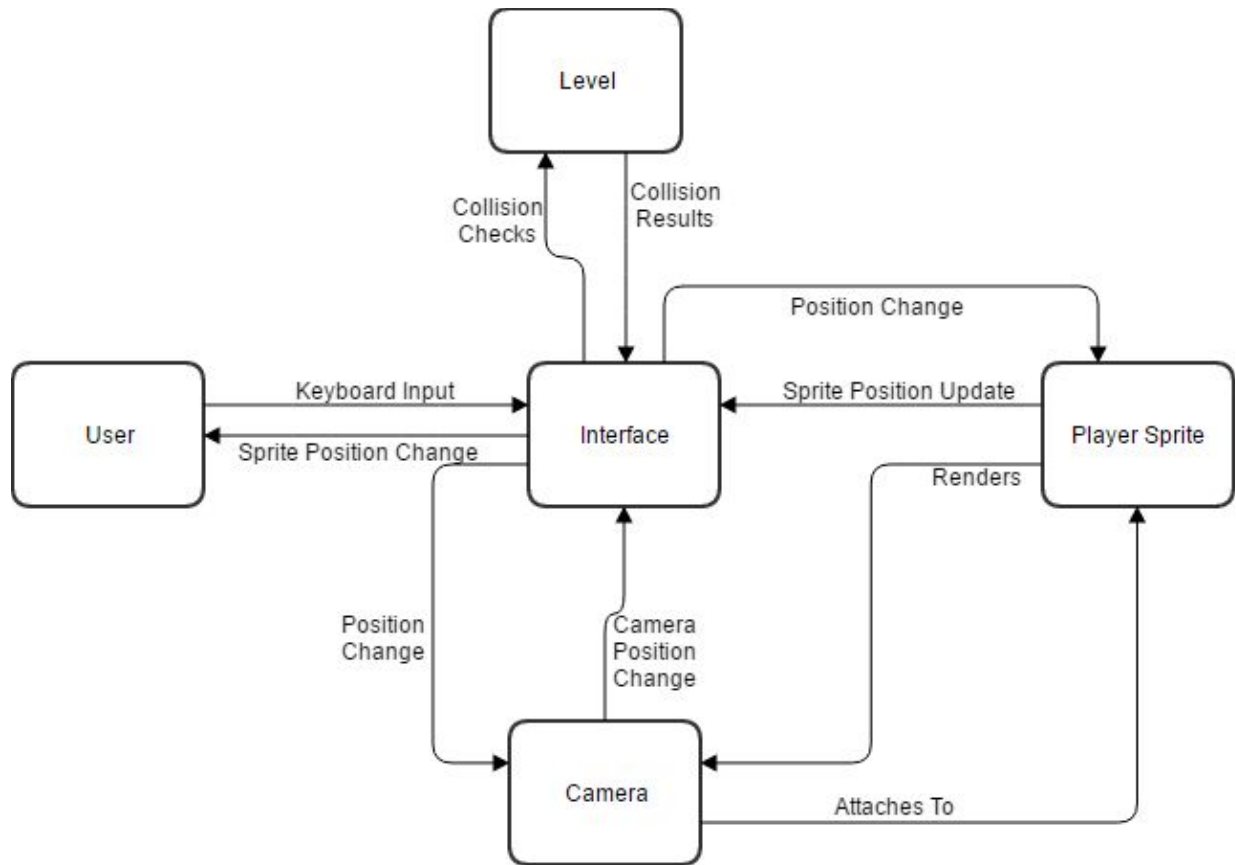 Level
Collision
Checks
Collision
Results
Position Change
Keyboard Input
Sprite Position Update
User
Interface
Player Sprite
Sprite Position Change
Renders
Position
Change
Camera
Position
Change
Camera
Attaches To